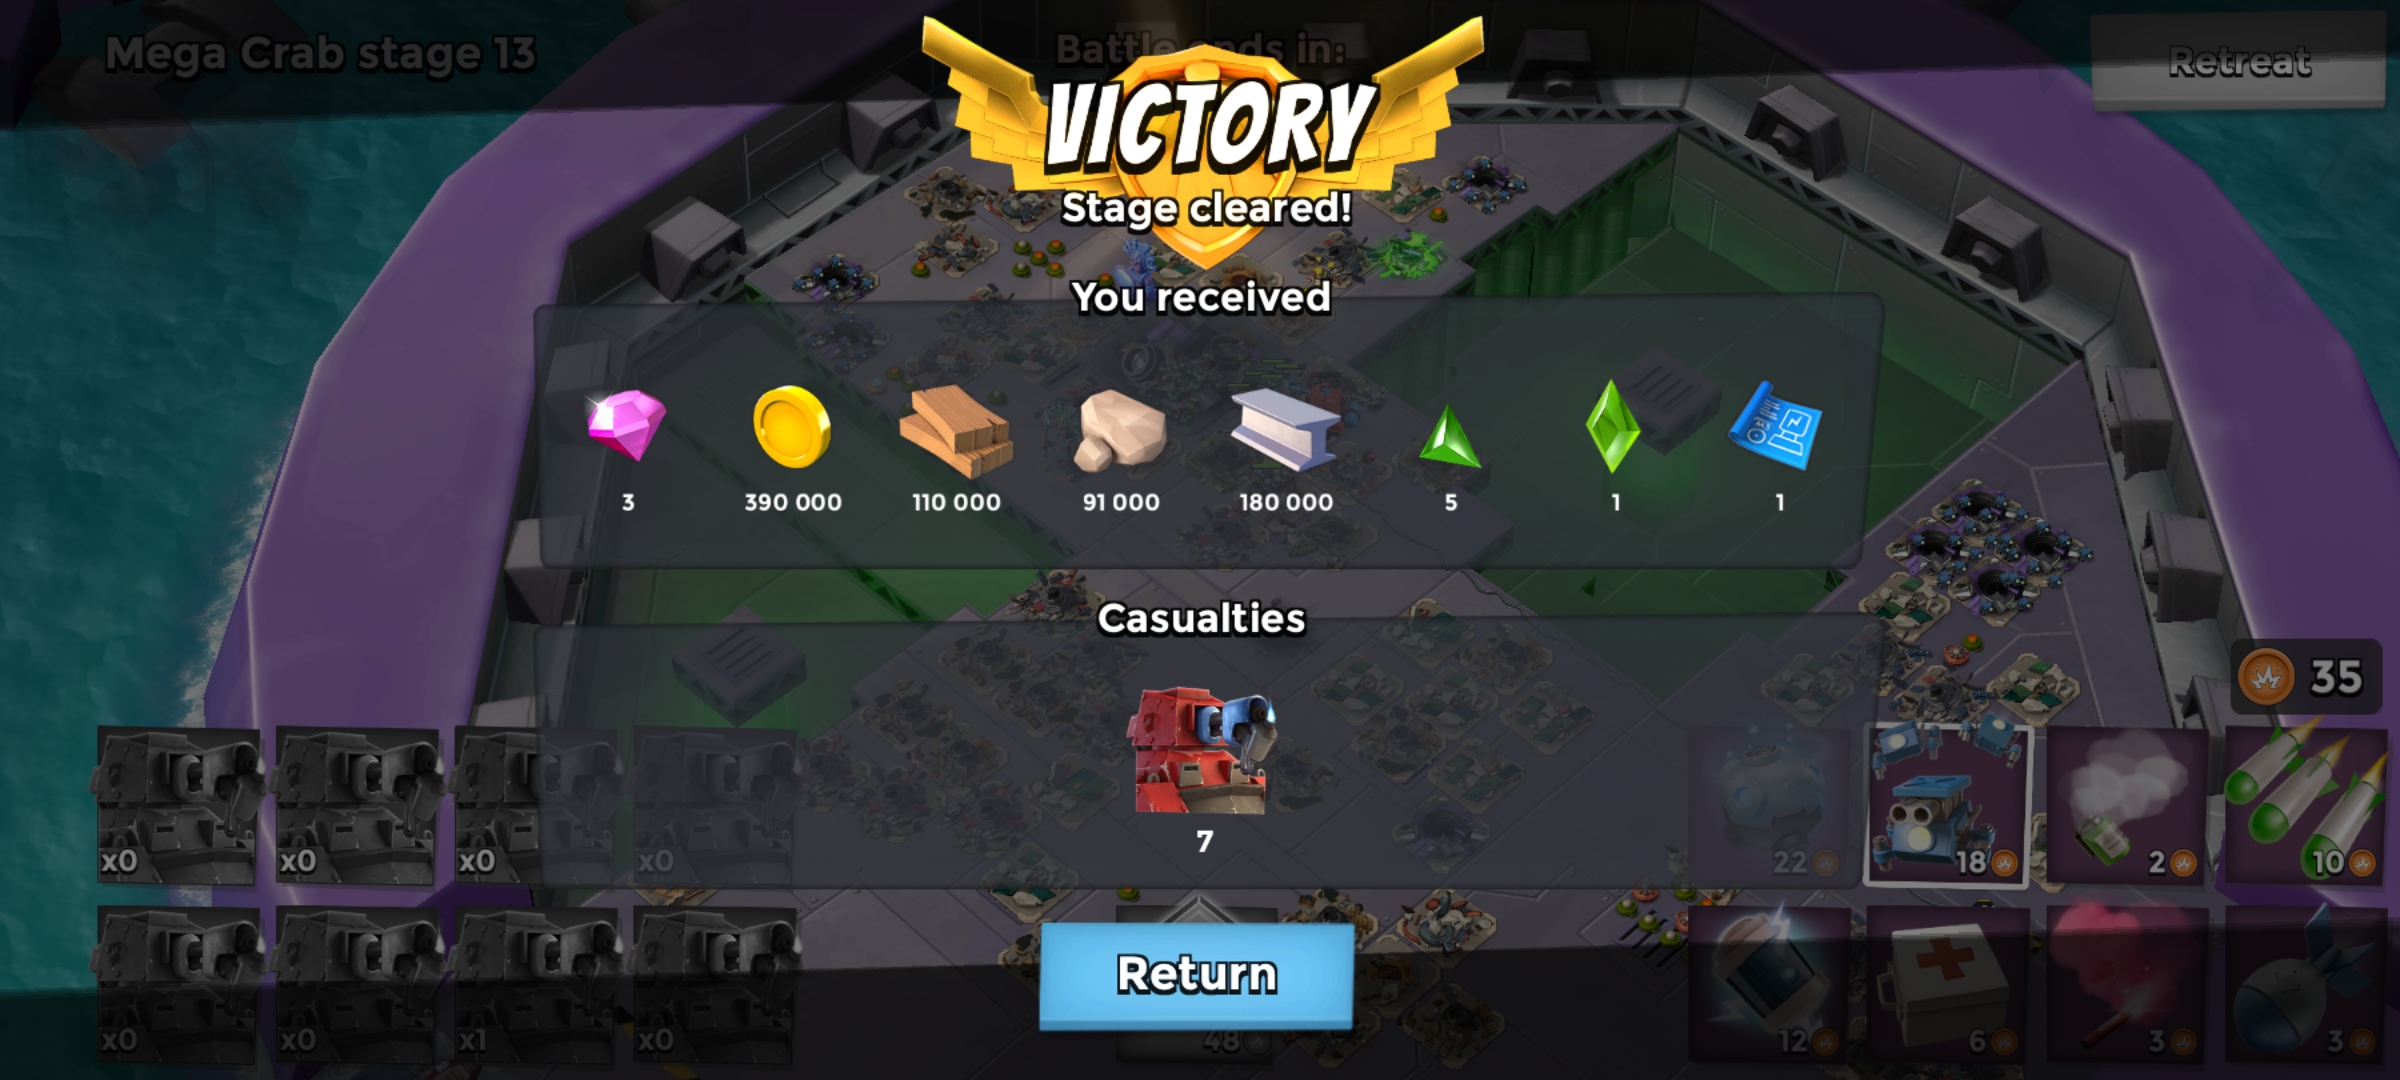 Mega Crab stage 13
Battle ends in:
Retreat
VICTORY
Stage cleared!
You received
3
390 000
110 000
91 000
180 000
5
1
1
Casualties
7
35
x0
x0
x0
x0
22
18
2
10
Return
x0
x0
x1
x0
48
12
6
3
3